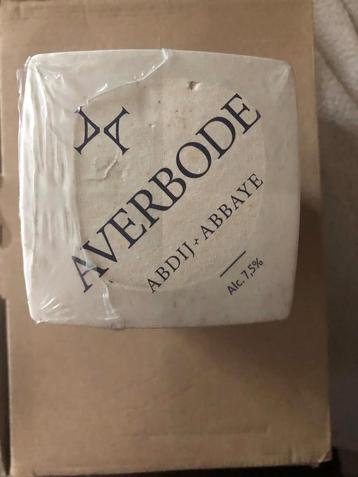 AVERBODE
ABDIJ + ABBAYE
Alc. 7,5%